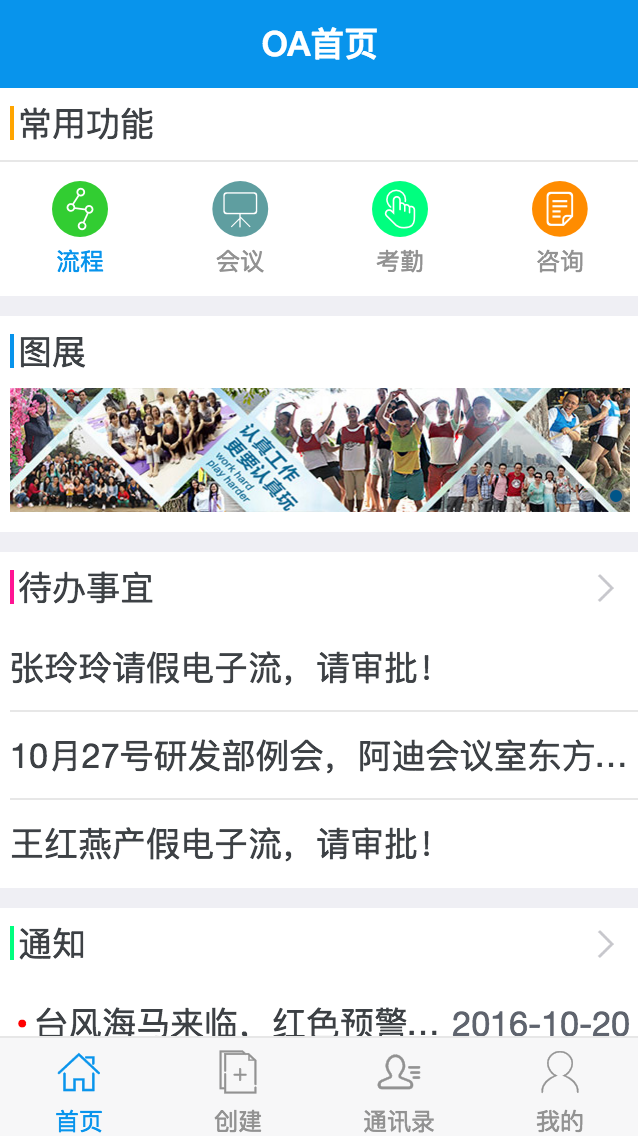 OA首页
常用功能
流程
会议
考勤
咨询
图展
认真工作
更要认真玩
work hard
play harder
待办事宜
张玲玲请假电子流，请审批！
10月27号研发部例会，阿迪会议室东方...
王红燕产假电子流，请审批！
通知
台风海马来临，红色预警... 2016-10-20
首页
创建
通讯录
我的